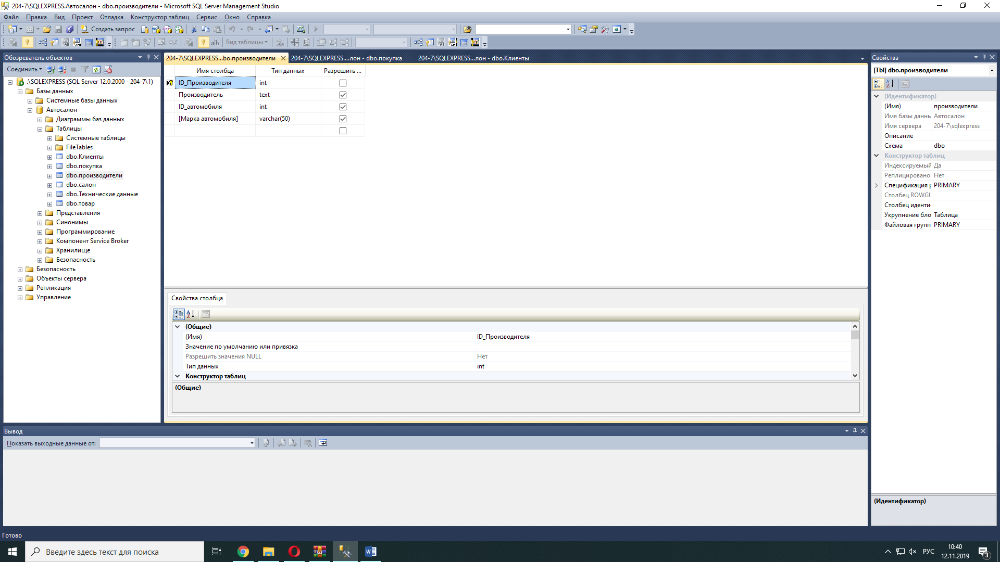 204-7\SQLEXPRESS.Автосалон - dbo.производители - Microsoft SQL Server Management Studio
Файл Правка Вид Проект Отладка Конструктор таблиц Сервис Окно Справка
Создать запрос
Вид таблицы
Обозреватель объектов
Соединить
.\SQLEXPRESS (SQL Server 12.0.2000 - 204-7\1)
Базы данных
Системные базы данных
Автосалон
Диаграммы баз данных
Таблицы
Системные таблицы
FileTables
dbo.Клиенты
dbo.покупка
dbo.производители
dbo.салон
dbo.Технические данные
dbo.товар
Представления
Синонимы
Программирование
Компонент Service Broker
Хранилище
Безопасность
Безопасность
Объекты сервера
Репликация
Управление
204-7\SQLEXPRESS...bo.производители 204-7\SQLEXPRESS....лон - dbo.покупка 204-7\SQLEXPRESS...лон - dbo.Клиенты
Имя столбца Тип данных Разрешить ...
ID_Производителя int
Производитель text
ID_автомобиля int
[Марка автомобиля] varchar(50)
Свойства столбца
(Общие)
(Имя) ID_Производителя
Значение по умолчанию или привязка
Разрешить значения NULL Нет
Тип данных int
Конструктор таблиц
(Общие)
Свойства
[Tbl] dbo.производители
(Идентификатор)
(Имя) производители
Имя базы данн Автосалон
Имя сервера 204-7\sqlexpress
Описание
Схема dbo
Конструктор таблиц
Индексируемый Да
Реплицировано Нет
Спецификация р PRIMARY
Столбец ROWGU
Столбец иденти
Укрупнение бло Таблица
Файловая групп PRIMARY
(Идентификатор)
Вывод
Показать выходные данные от:
Готово
Введите здесь текст для поиска
РУС
10:40
12.11.2019
3